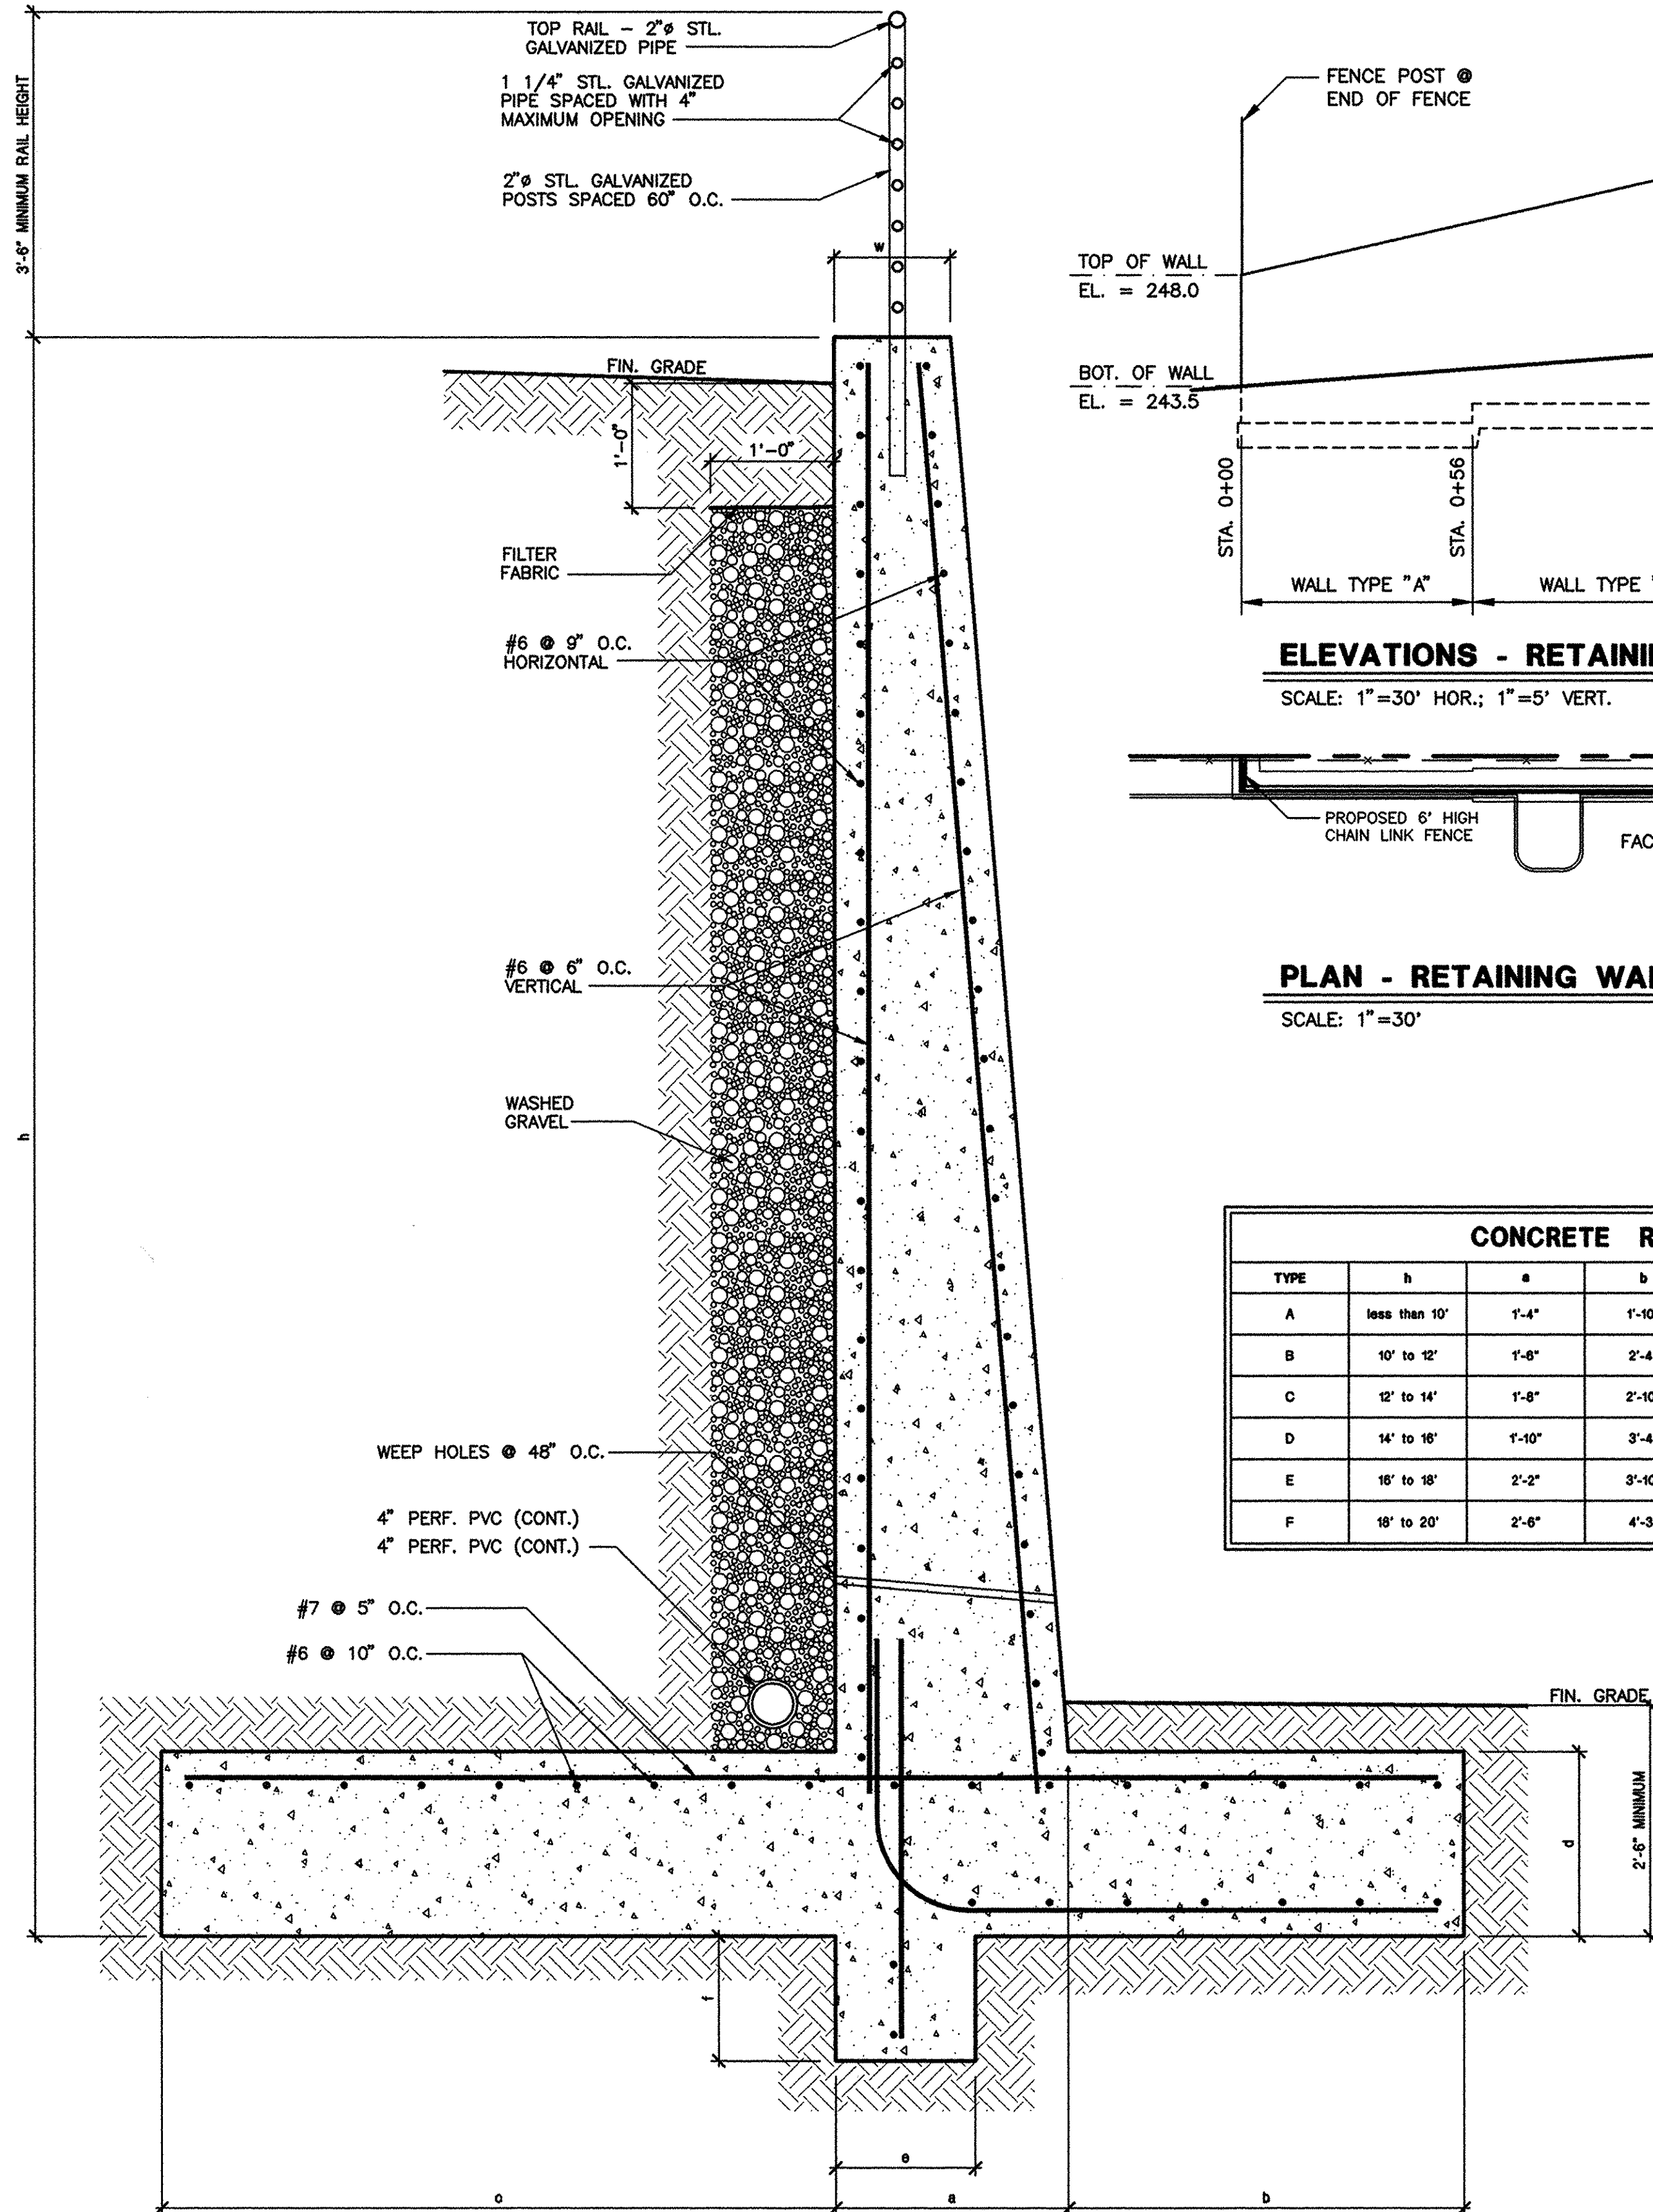 TOP RAIL - 2"ø STL.
GALVANIZED PIPE
1 1/4" STL. GALVANIZED
PIPE SPACED WITH 4"
MAXIMUM OPENING
2"ø STL. GALVANIZED
POSTS SPACED 60" O.C.
3'-6" MINIMUM RAIL HEIGHT
w
FIN. GRADE
1'-0"
1'-0"
FILTER
FABRIC
#6 @ 9" O.C.
HORIZONTAL
#6 @ 6" O.C.
VERTICAL
WASHED
GRAVEL
h
WEEP HOLES @ 48" O.C.
4" PERF. PVC (CONT.)
4" PERF. PVC (CONT.)
#7 @ 5" O.C.
#6 @ 10" O.C.
FIN. GRADE
d
2'-6" MINIMUM
f
e
c
a
b
FENCE POST @
END OF FENCE
TOP OF WALL
EL. = 248.0
BOT. OF WALL
EL. = 243.5
STA. 0+00
STA. 0+56
WALL TYPE "A"
WALL TYPE "
ELEVATIONS - RETAINI
SCALE: 1"=30' HOR.; 1"=5' VERT.
PROPOSED 6' HIGH
CHAIN LINK FENCE
FAC
PLAN - RETAINING WA
SCALE: 1"=30'
CONCRETE R
TYPE h a b
A less than 10' 1'-4" 1'-10
B 10' to 12' 1'-6" 2'-4
C 12' to 14' 1'-8" 2'-10
D 14' to 16' 1'-10" 3'-4
E 16' to 18' 2'-2" 3'-10
F 18' to 20' 2'-6" 4'-3